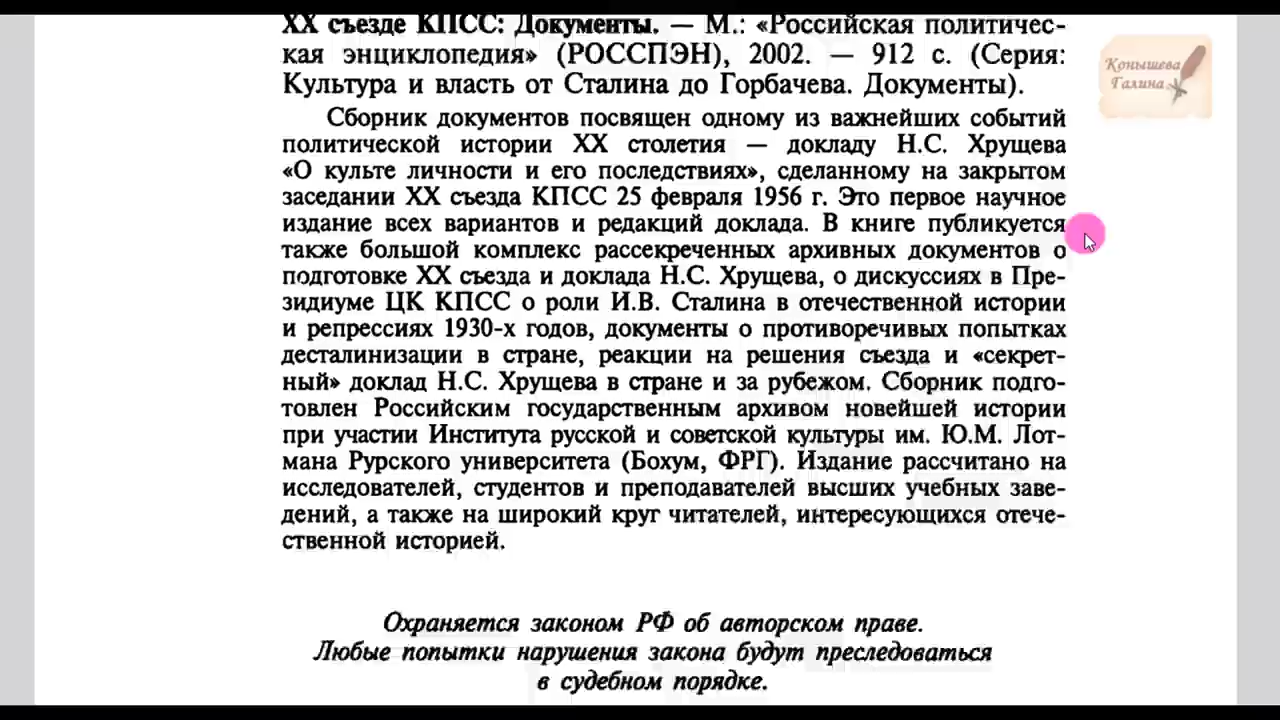 XX съезде КПСС: Документы. — М.: «Российская политичес-
кая энциклопедия» (РОССПЭН), 2002. — 912 с. (Серия:
Культура и власть от Сталина до Горбачева. Документы).
Сборник документов посвящен одному из важнейших событий
политической истории XX столетия — докладу Н.С. Хрущева
«О культе личности и его последствиях», сделанному на закрытом
заседании XX съезда КПСС 25 февраля 1956 г. Это первое научное
издание всех вариантов и редакций доклада. В книге публикуется
также большой комплекс рассекреченных архивных документов о
подготовке XX съезда и доклада Н.С. Хрущева, о дискуссиях в Пре-
зидиуме ЦК КПСС о роли И.В. Сталина в отечественной истории
и репрессиях 1930-х годов, документы о противоречивых попытках
десталинизации в стране, реакции на решения съезда и «секрет-
ный» доклад Н.С. Хрущева в стране и за рубежом. Сборник подго-
товлен Российским государственным архивом новейшей истории
при участии Института русской и советской культуры им. Ю.М. Лот-
мана Рурского университета (Бохум, ФРГ). Издание рассчитано на
исследователей, студентов и преподавателей высших учебных заве-
дений, а также на широкий круг читателей, интересующихся отече-
ственной историей.
Охраняется законом РФ об авторском праве.
Любые попытки нарушения закона будут преследоваться
в судебном порядке.
Конышева
Галина